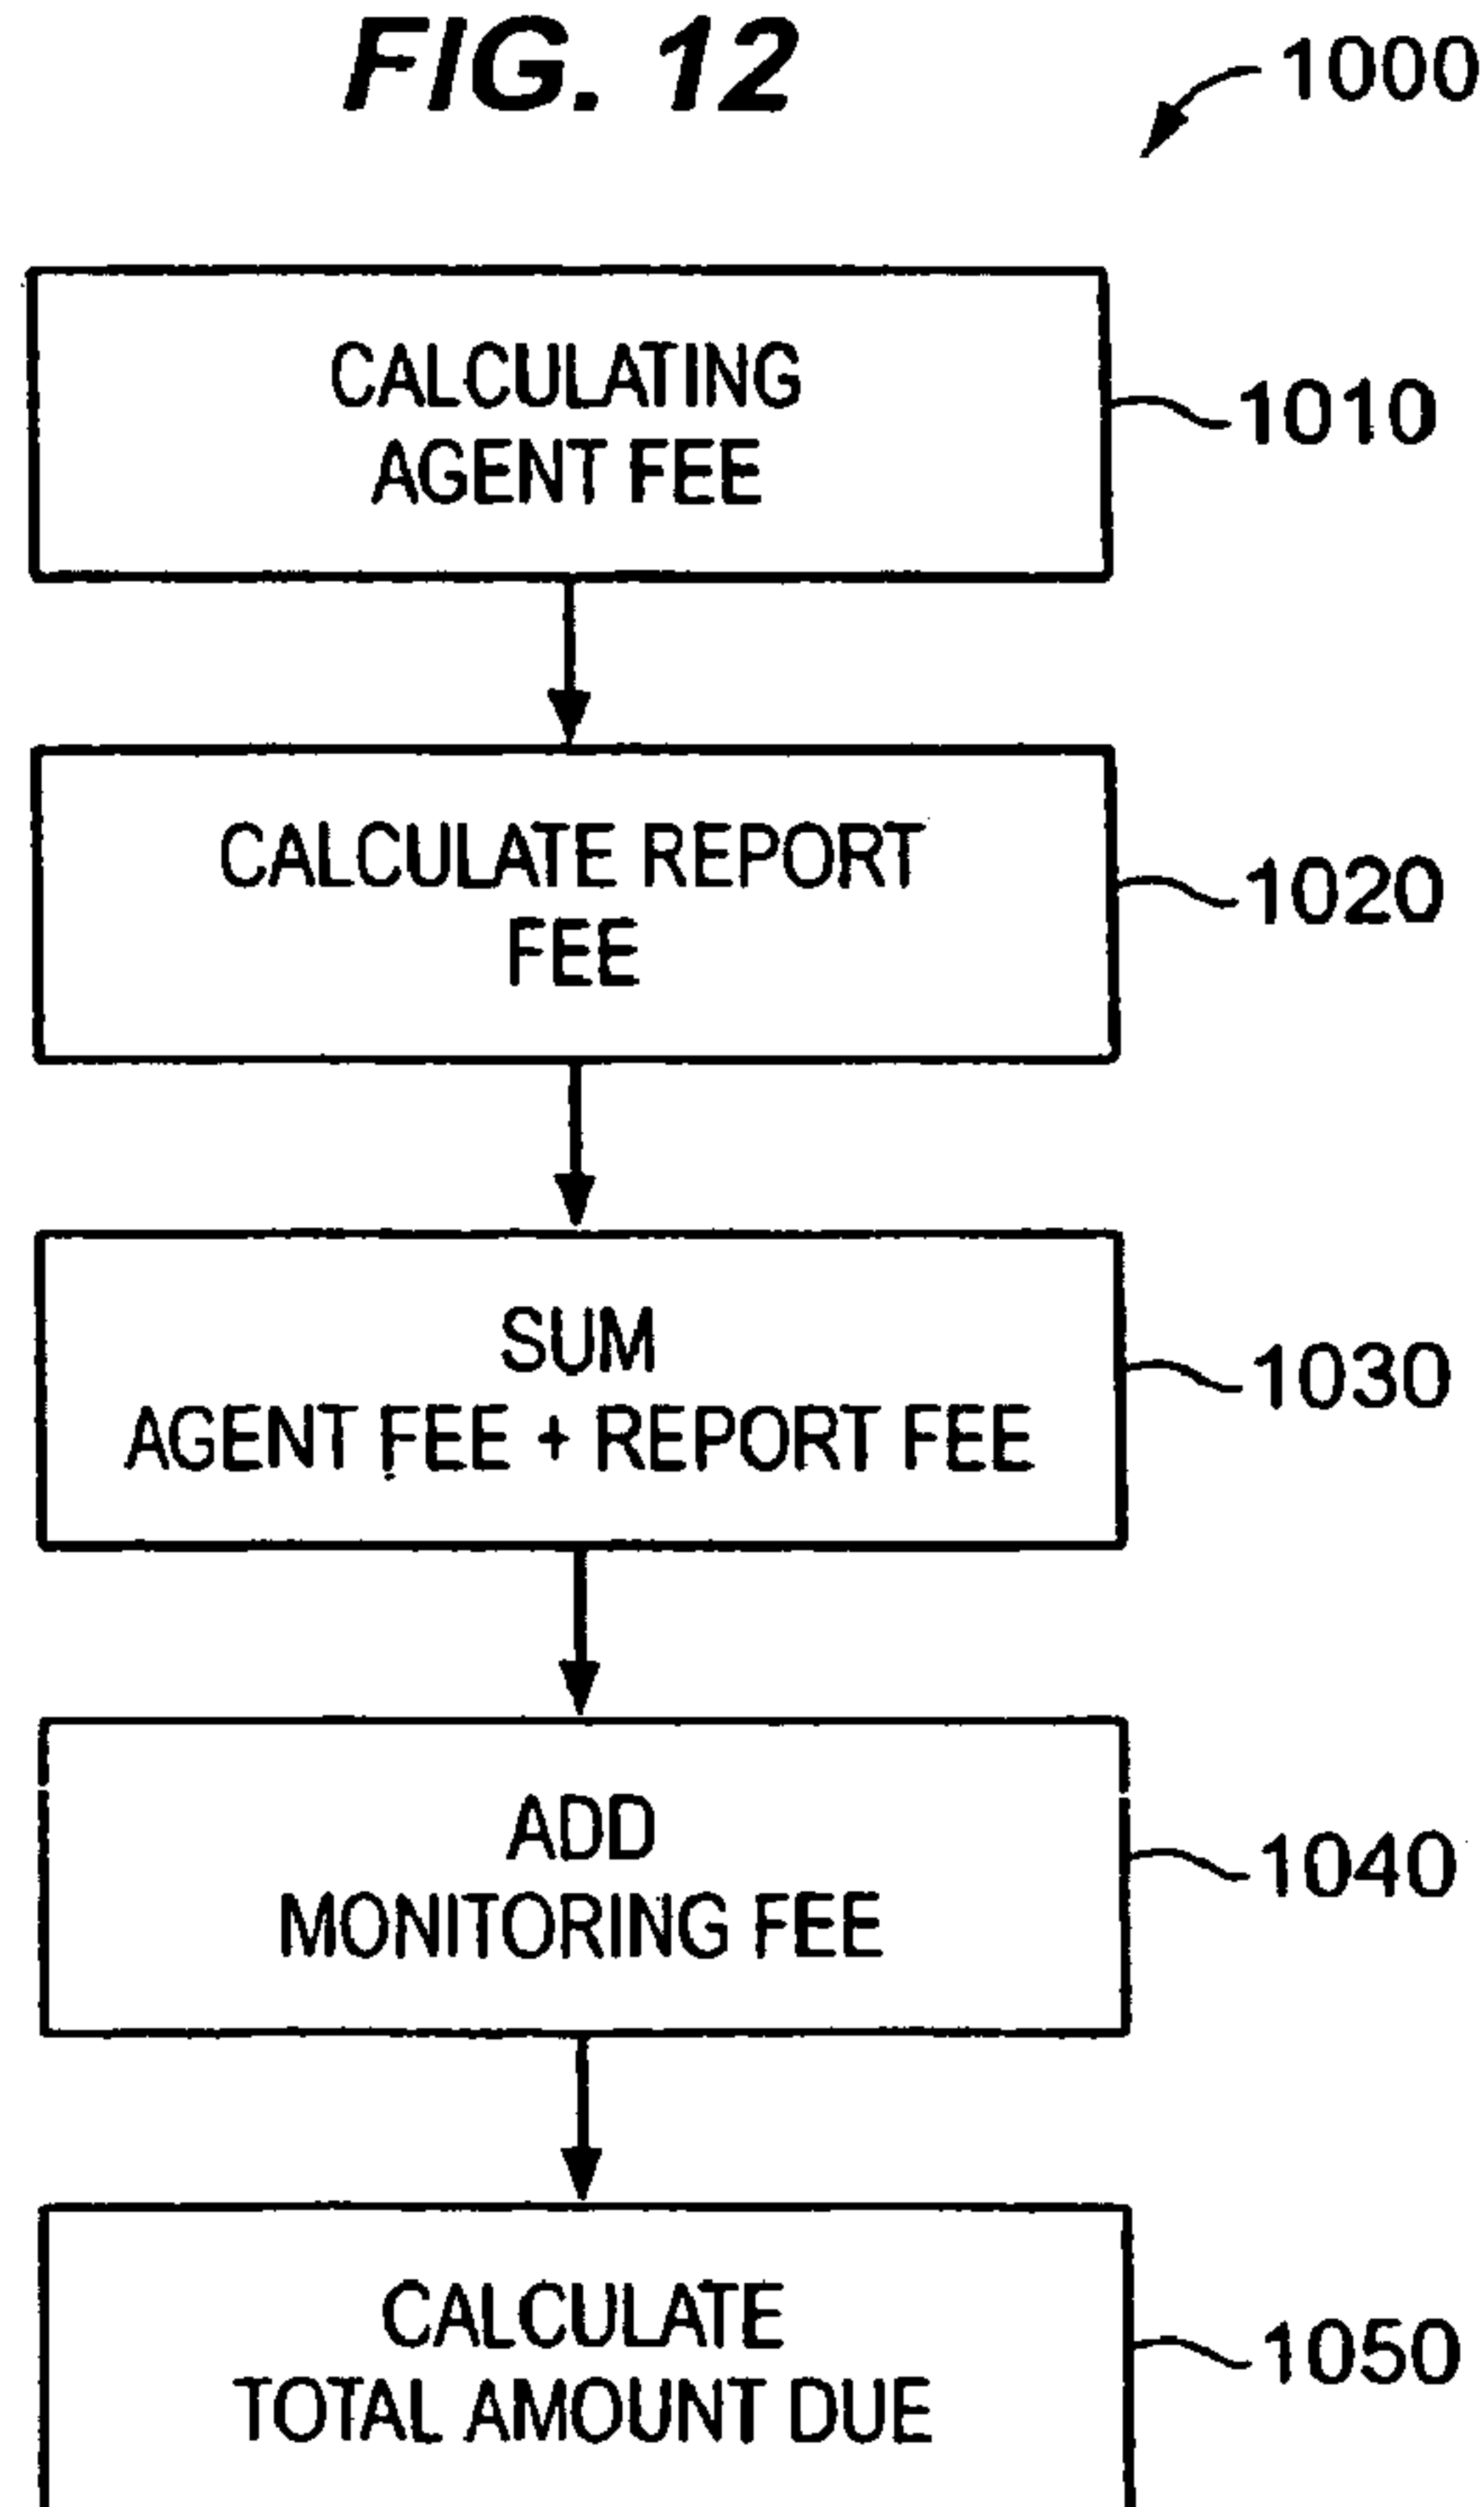 FIG. 12
1000
CALCULATING
AGENT FEE
1010
CALCULATE REPORT
FEE
1020
SUM
AGENT FEE + REPORT FEE
1030
ADD
MONITORING FEE
1040
CALCULATE
TOTAL AMOUNT DUE
1050